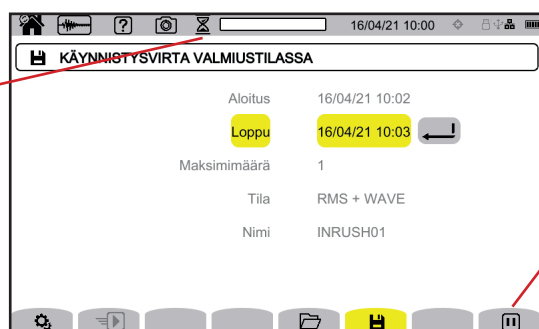 ? 16/04/21 10:00
KÄYNNISTYSVIRTA VALMIUSTILASSA
Aloitus 16/04/21 10:02
Loppu 16/04/21 10:03
Maksimimäärä 1
Tila RMS + WAVE
Nimi INRUSH01